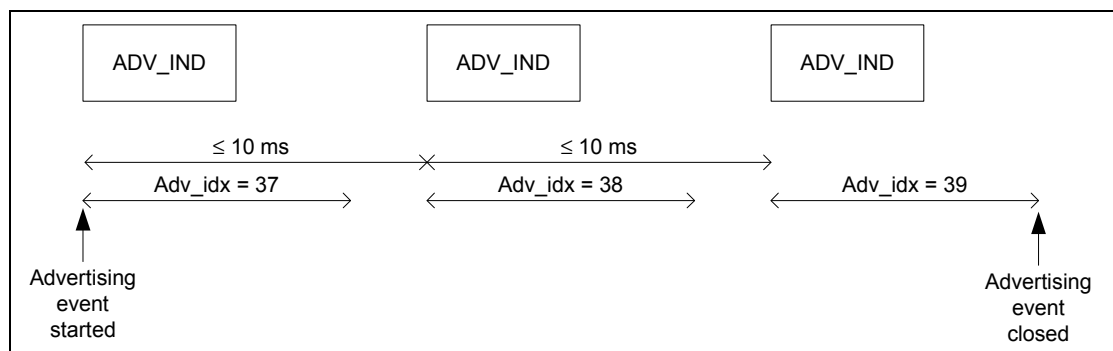 ADV_IND
ADV_IND
ADV_IND
≤ 10 ms
≤ 10 ms
Adv_idx = 37
Adv_idx = 38
Adv_idx = 39
Advertising
event
started
Advertising
event
closed